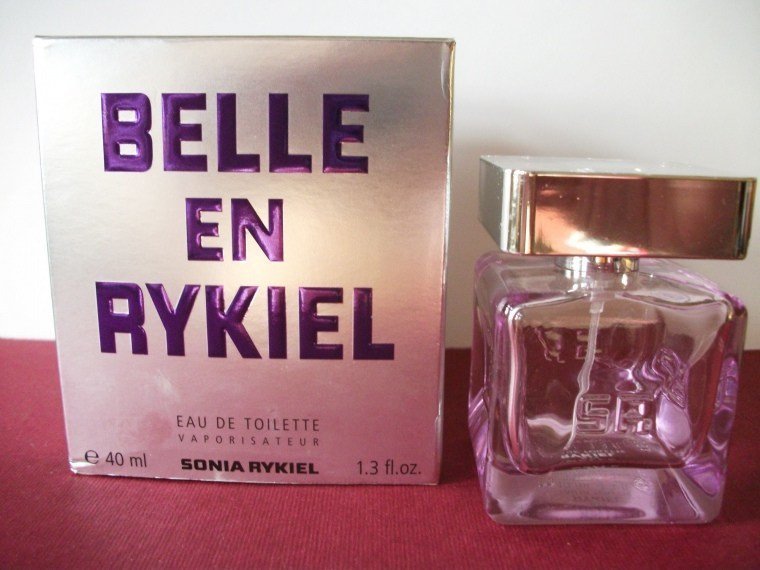 BELLE
EN
RYKIEL
EAU DE TOILETTE
VAPORISATEUR
e 40 ml SONIA RYKIEL 1.3 fl.oz.